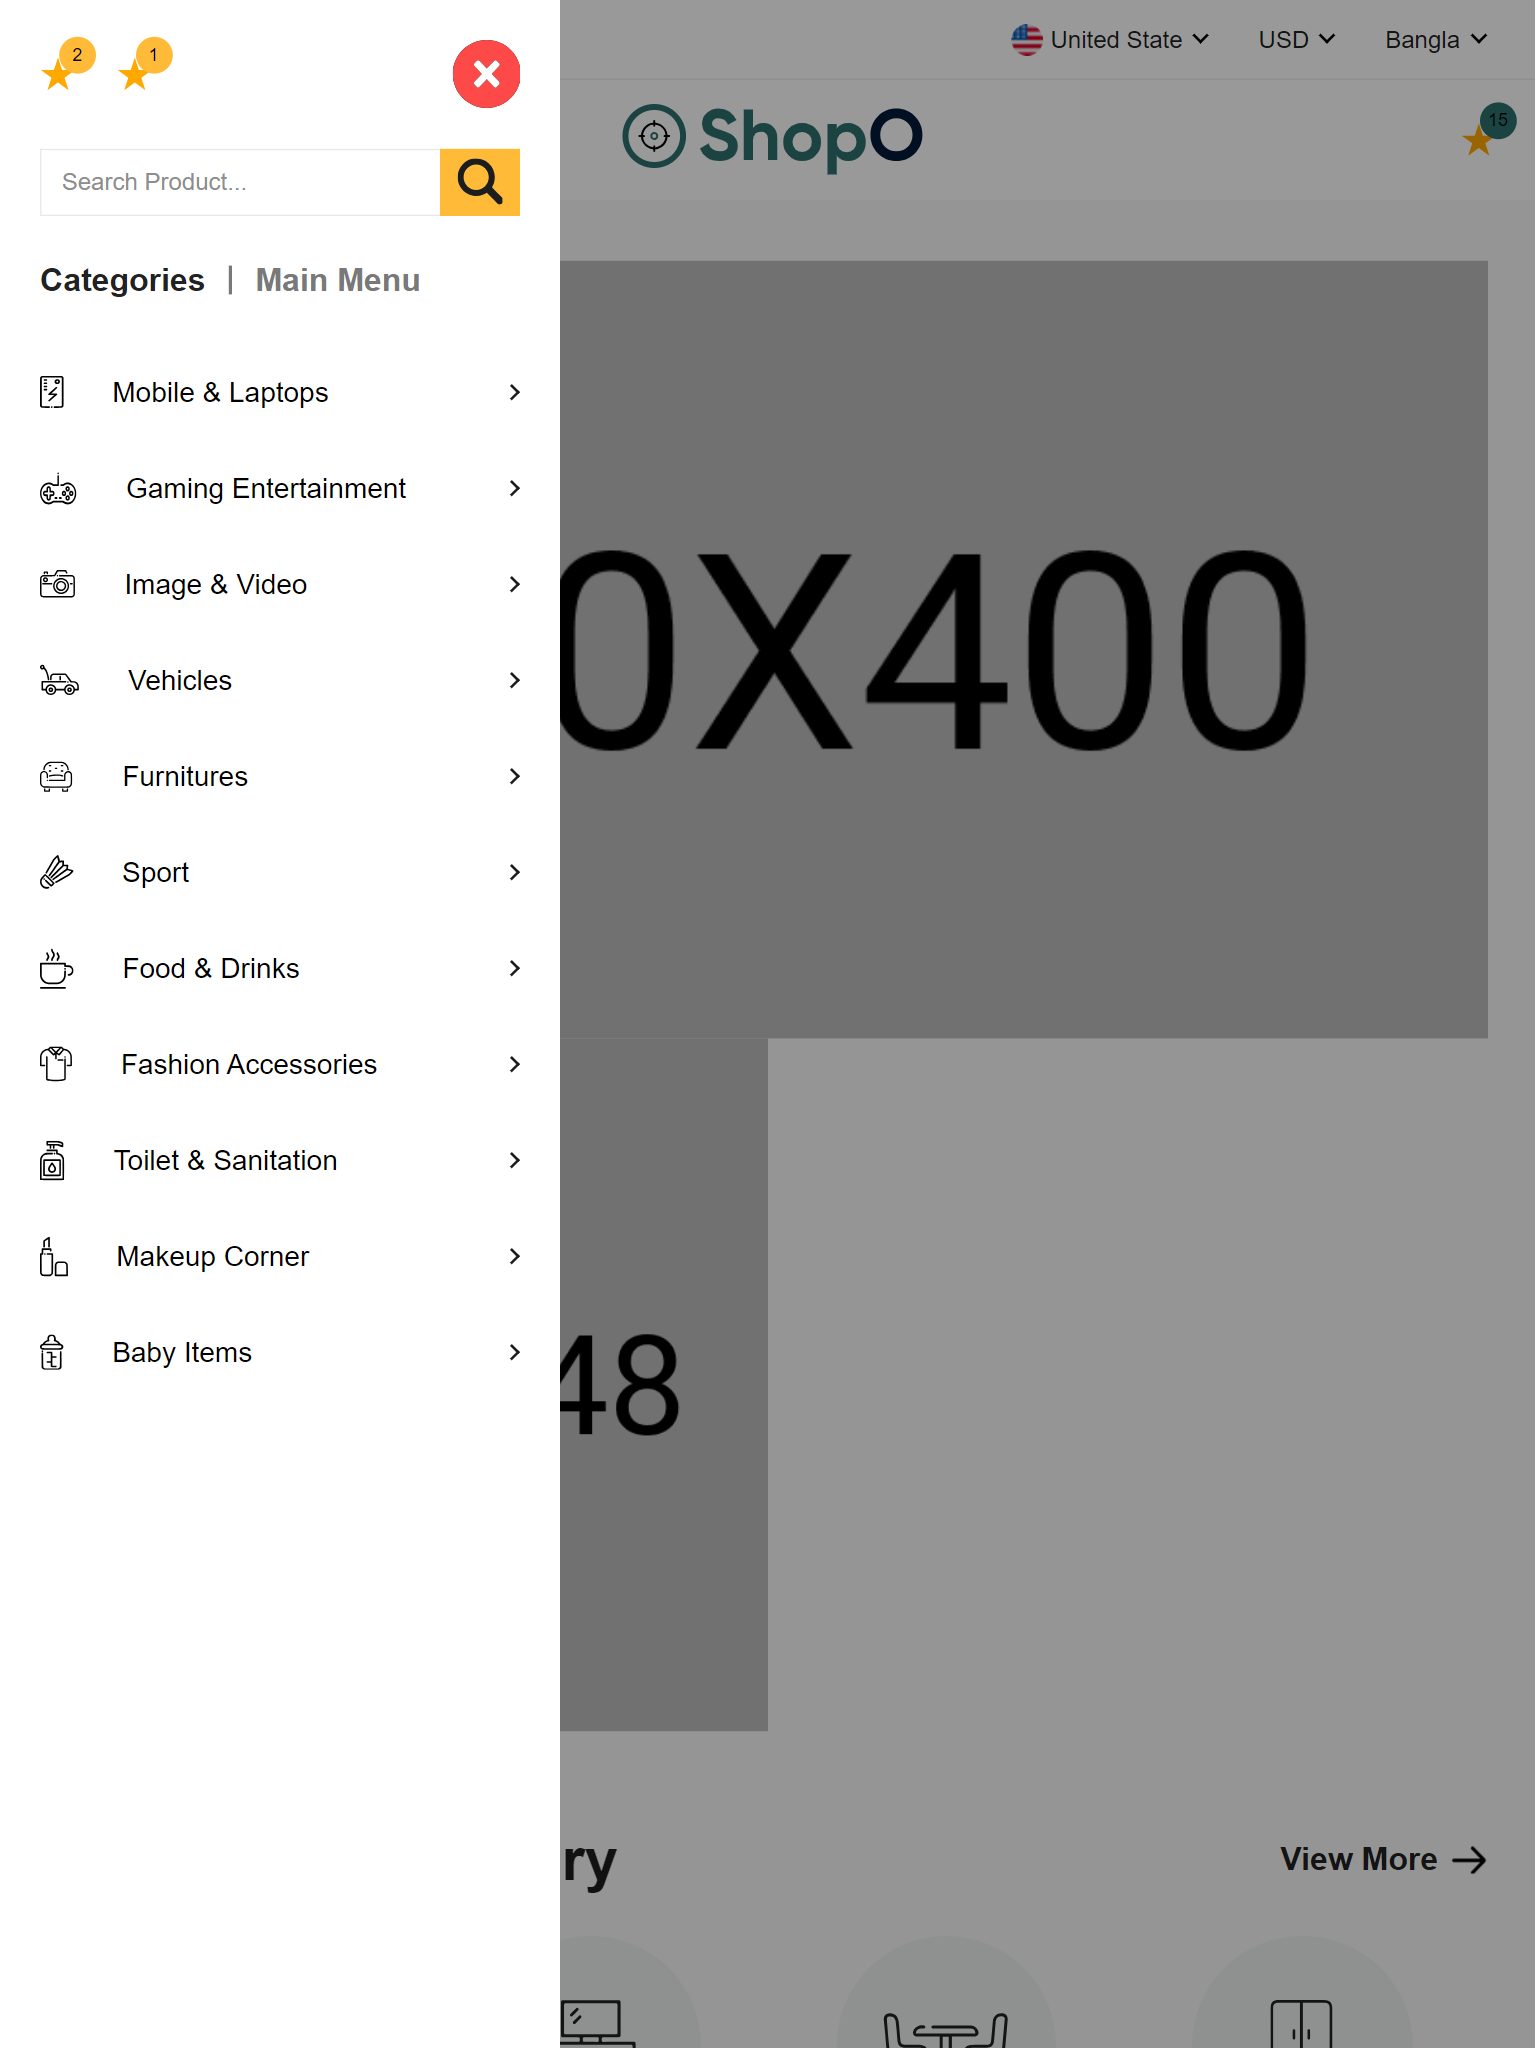 2
1
United State
USD
Bangla
ShopO
15
Search Product...
Categories | Main Menu
Mobile & Laptops
Gaming Entertainment
Image & Video
Vehicles
Furnitures
Sport
Food & Drinks
Fashion Accessories
Toilet & Sanitation
Makeup Corner
Baby Items
0X400
48
ry
View More